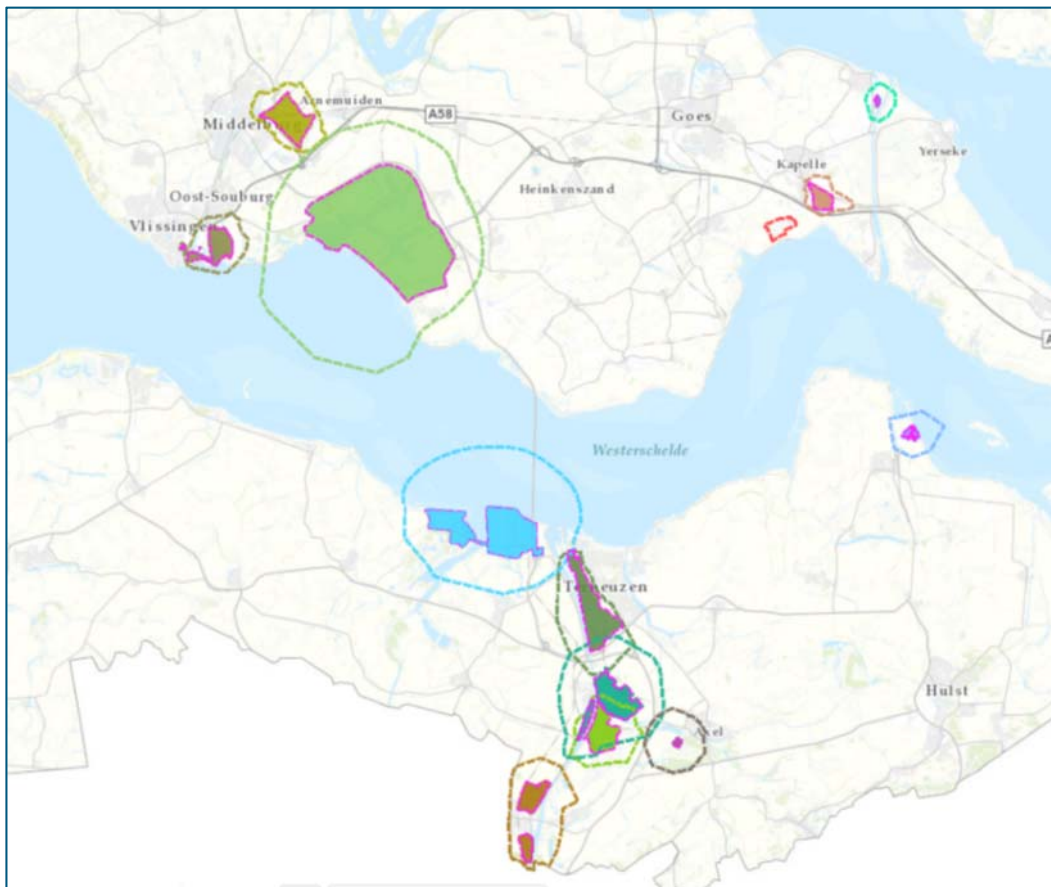 Arnemuiden
A58
Middelburg
Goes
Kapelle
Yerseke
Oost-Souburg
Heinkenszand
Vlissingen
A
Westerschelde
Terneuzen
Hulst
Axel